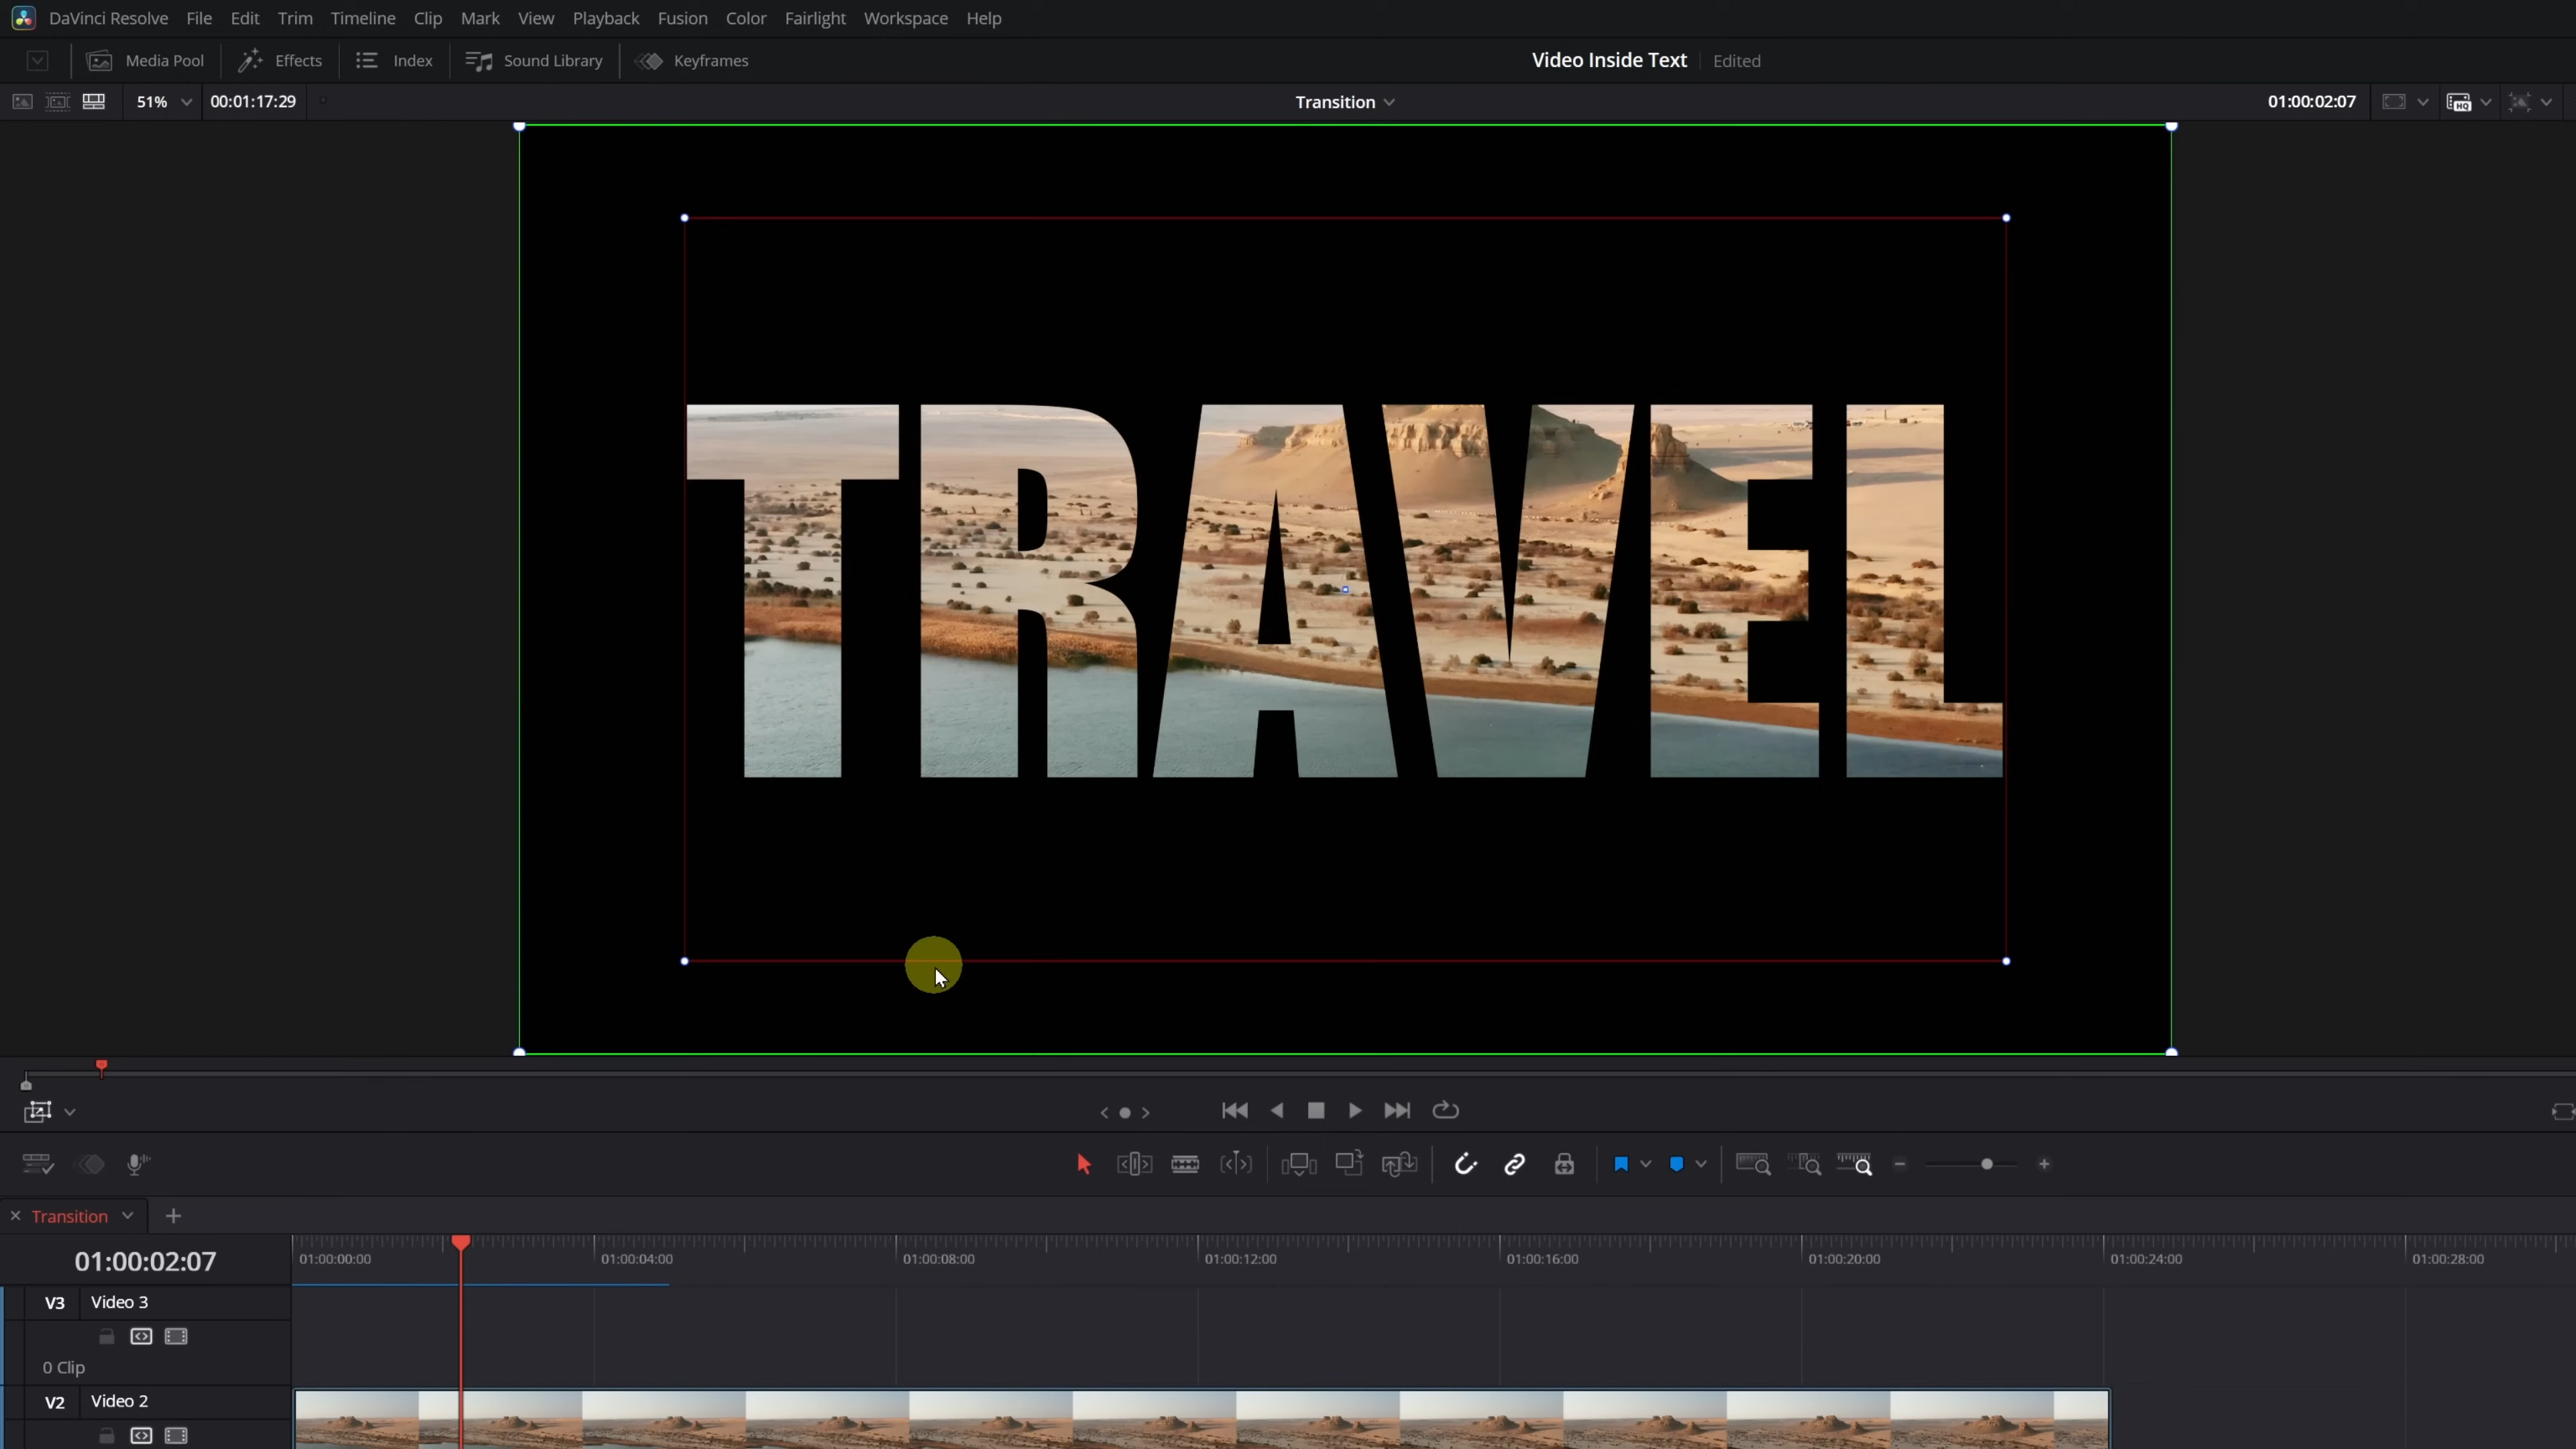 DaVinci Resolve File Edit Trim Timeline Clip Mark View Playback Fusion Color Fairlight Workspace Help
Media Pool Effects Index Sound Library Keyframes Video Inside Text Edited
51% 00:01:17:29 Transition 01:00:02:07 HQ
TRAVEL
Transition
01:00:02:07 01:00:00:00 01:00:04:00 01:00:08:00 01:00:12:00 01:00:16:00 01:00:20:00 01:00:24:00 01:00:28:00
V3 Video 3
0 Clip
V2 Video 2